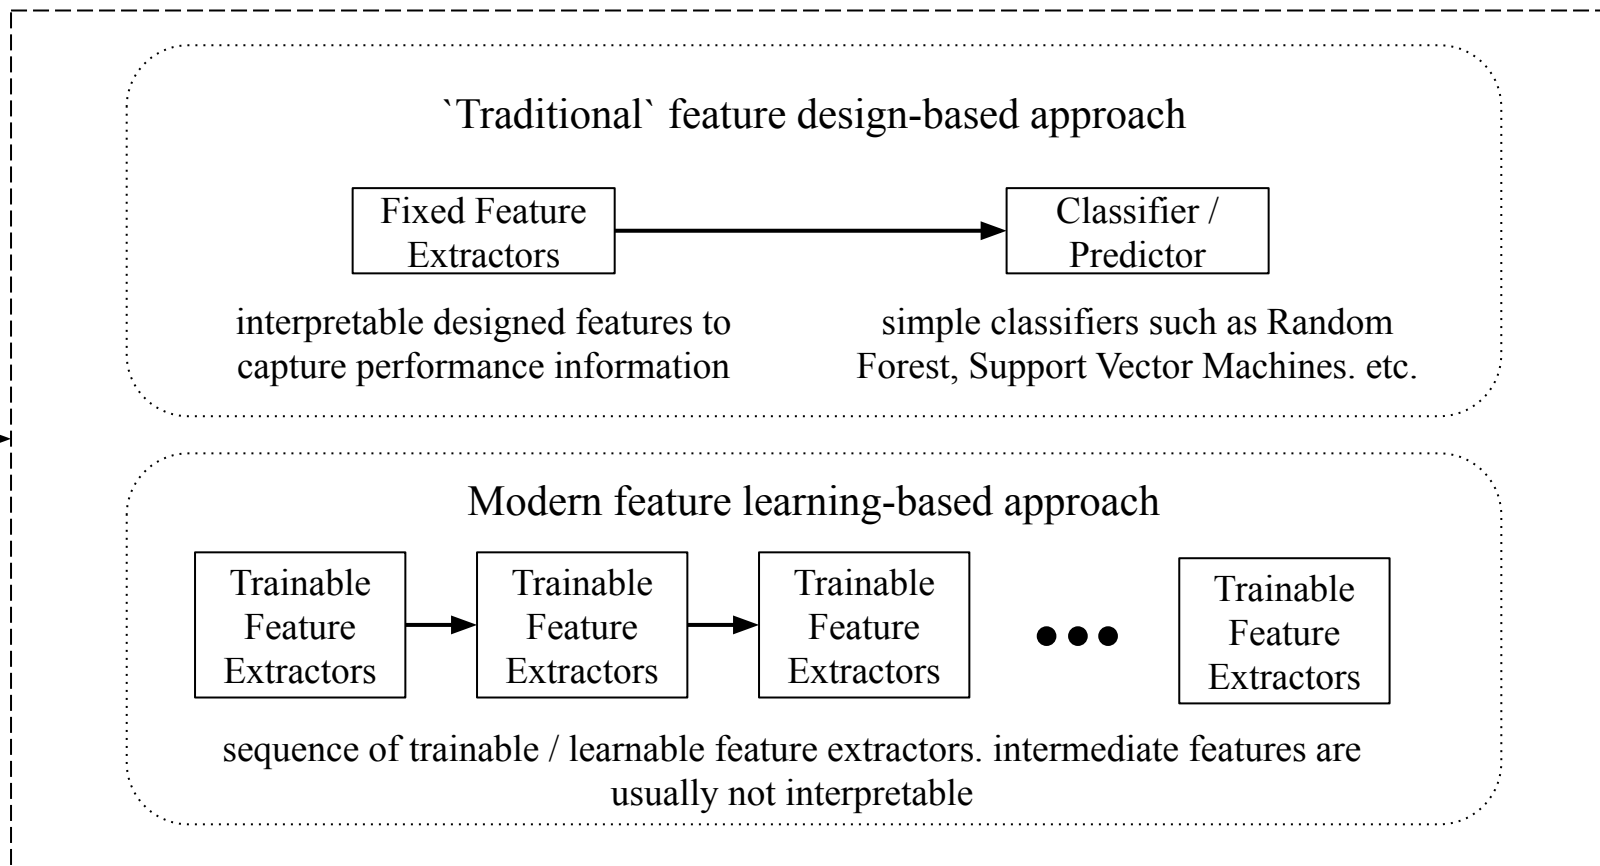 `Traditional` feature design-based approach
Fixed Feature
Extractors
Classifier /
Predictor
interpretable designed features to
capture performance information
simple classifiers such as Random
Forest, Support Vector Machines. etc.
Modern feature learning-based approach
Trainable
Feature
Extractors
Trainable
Feature
Extractors
Trainable
Feature
Extractors
Trainable
Feature
Extractors
sequence of trainable / learnable feature extractors. intermediate features are
usually not interpretable